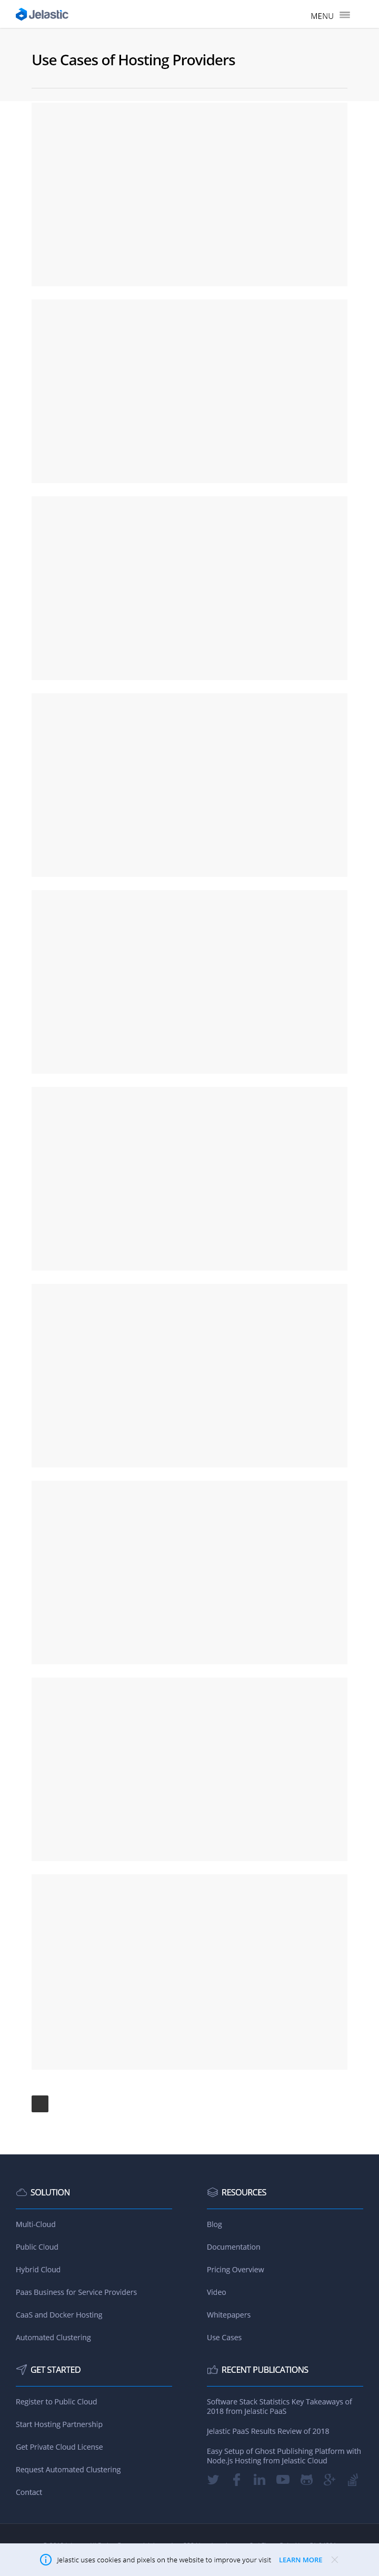 Jelastic
MENU
Use Cases of Hosting Providers
SOLUTION
Multi-Cloud
Public Cloud
Hybrid Cloud
Paas Business for Service Providers
CaaS and Docker Hosting
Automated Clustering
RESOURCES
Blog
Documentation
Pricing Overview
Video
Whitepapers
Use Cases
GET STARTED
Register to Public Cloud
Start Hosting Partnership
Get Private Cloud License
Request Automated Clustering
Contact
RECENT PUBLICATIONS
Software Stack Statistics Key Takeaways of
2018 from Jelastic PaaS
Jelastic PaaS Results Review of 2018
Easy Setup of Ghost Publishing Platform with
Node.js Hosting from Jelastic Cloud
Jelastic uses cookies and pixels on the website to improve your visit LEARN MORE